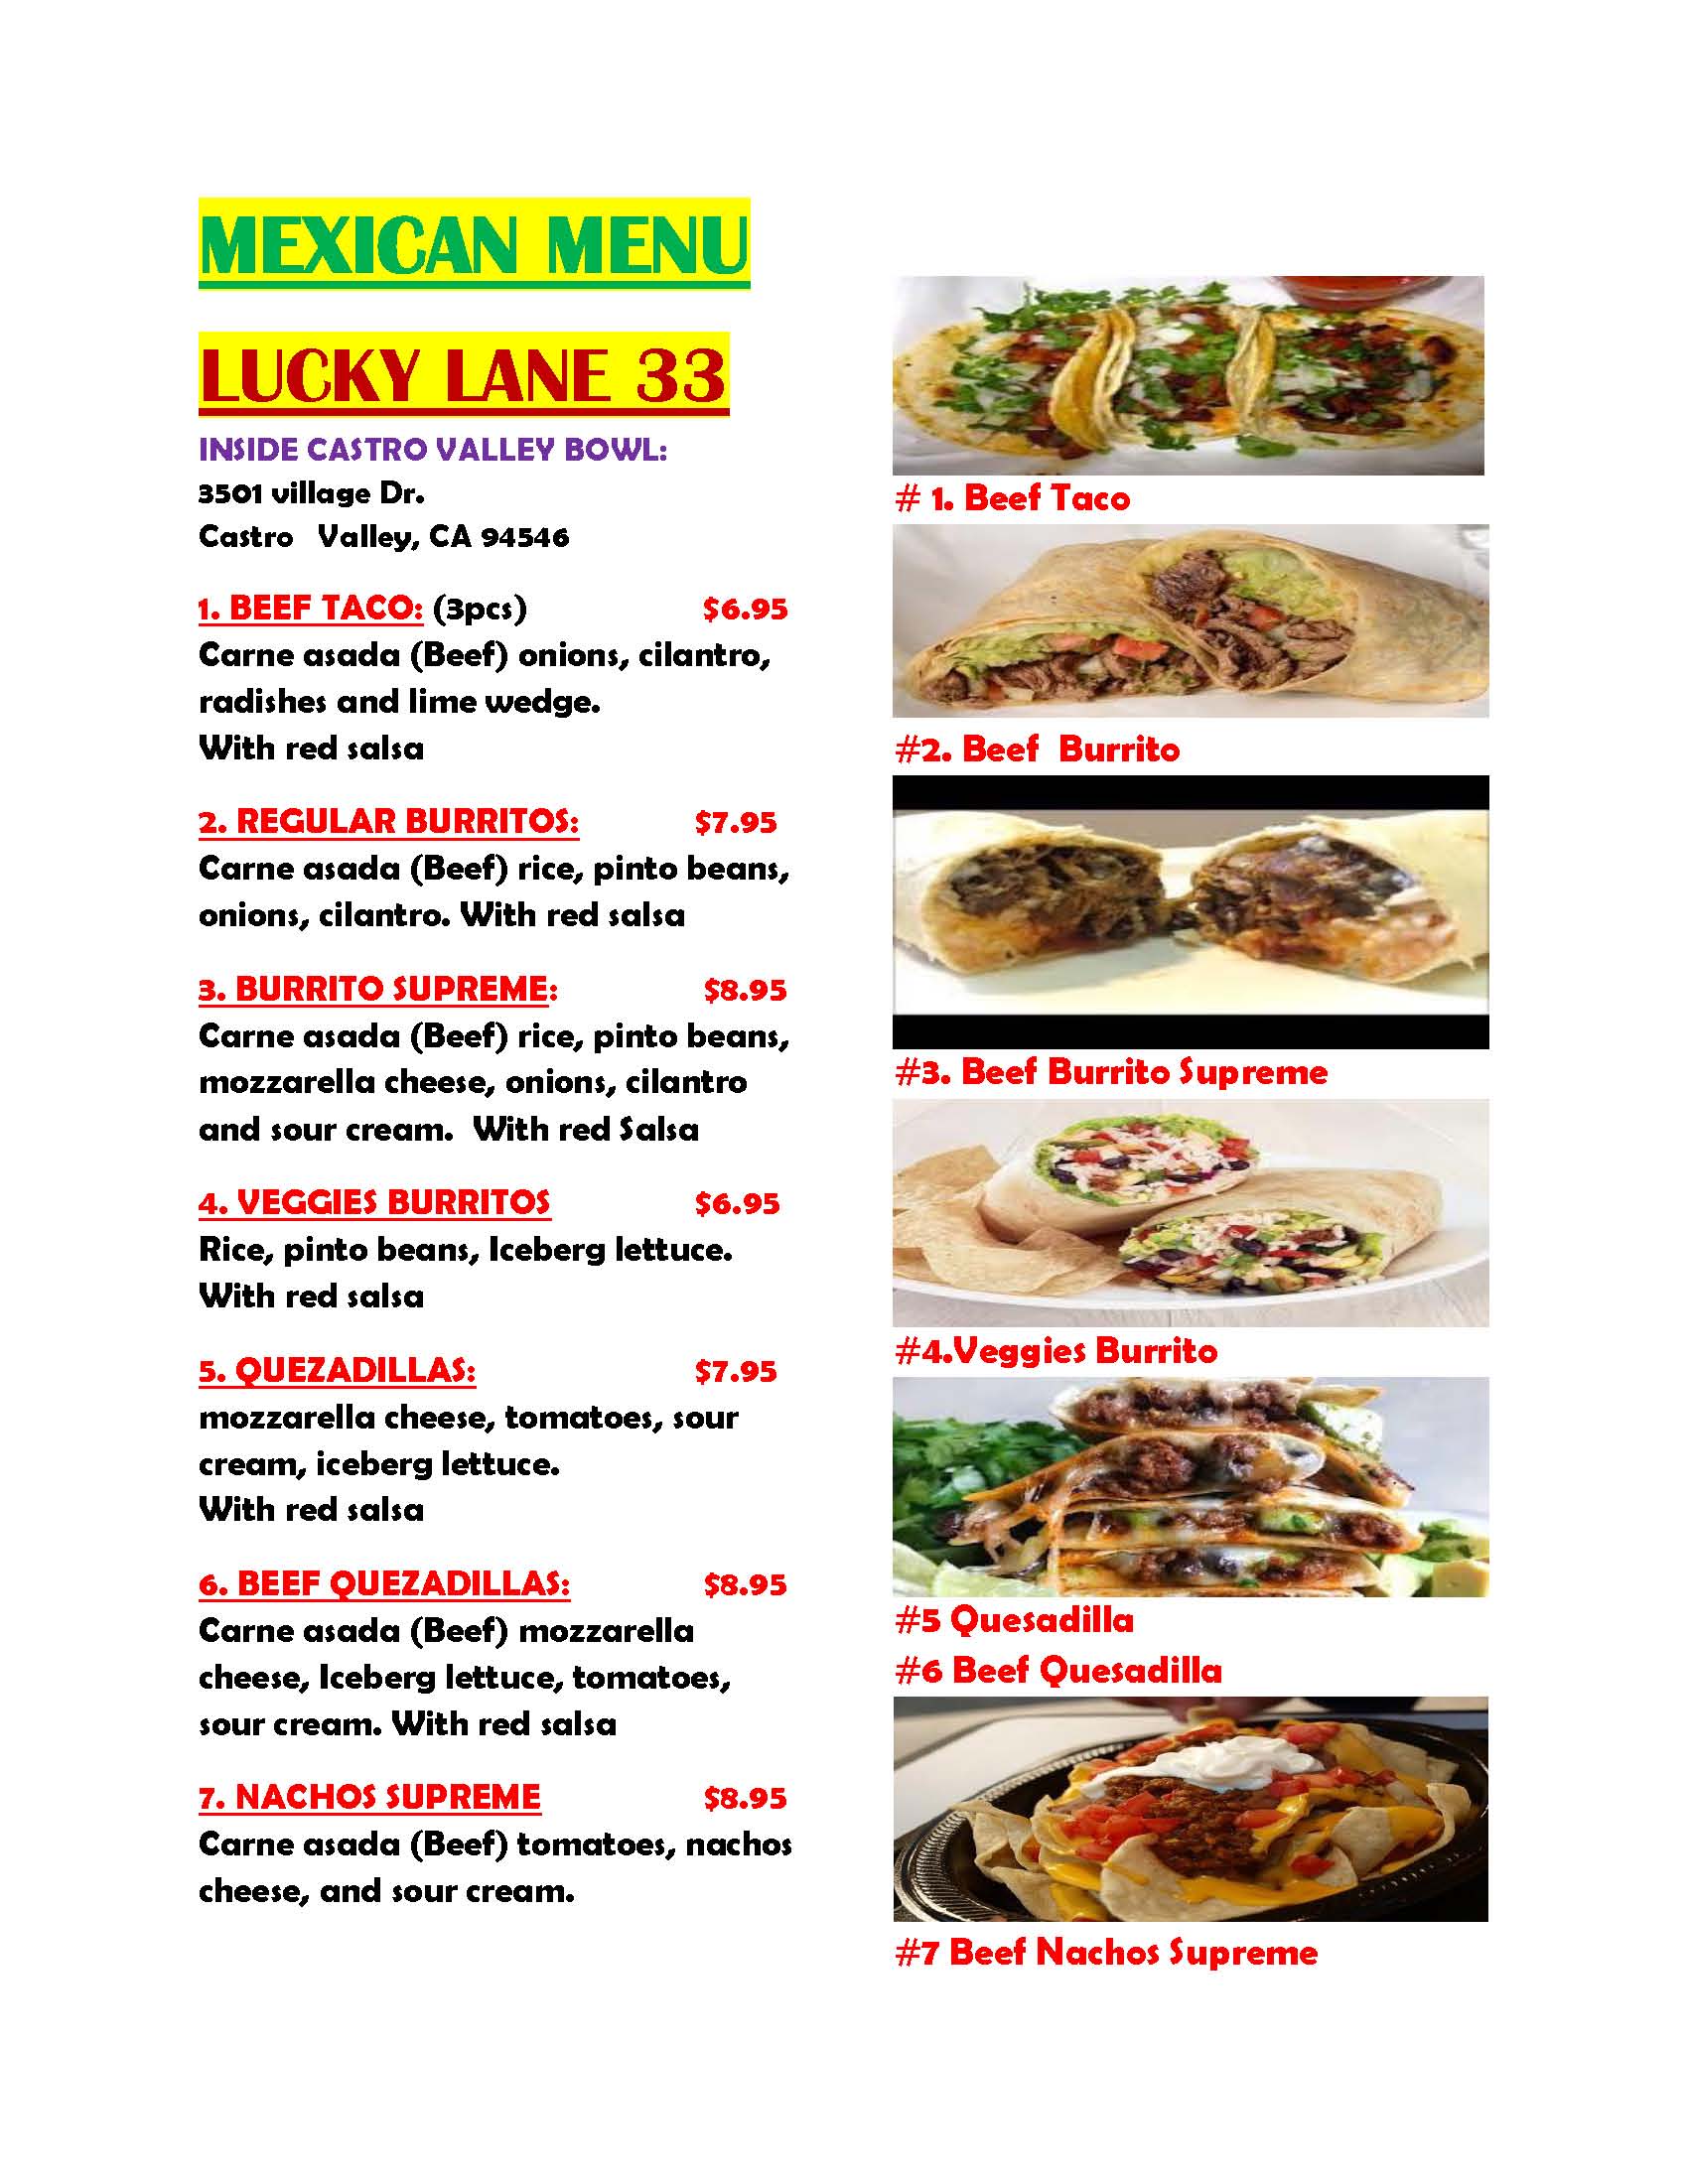 MEXICAN MENU
LUCKY LANE 33
INSIDE CASTRO VALLEY BOWL:
3501 village Dr.
Castro Valley, CA 94546
1. BEEF TACO: (3pcs) $6.95
Carne asada (Beef) onions, cilantro,
radishes and lime wedge.
With red salsa
2. REGULAR BURRITOS: $7.95
Carne asada (Beef) rice, pinto beans,
onions, cilantro. With red salsa
3. BURRITO SUPREME: $8.95
Carne asada (Beef) rice, pinto beans,
mozzarella cheese, onions, cilantro
and sour cream. With red Salsa
4. VEGGIES BURRITOS $6.95
Rice, pinto beans, Iceberg lettuce.
With red salsa
5. QUEZADILLAS: $7.95
mozzarella cheese, tomatoes, sour
cream, iceberg lettuce.
With red salsa
6. BEEF QUEZADILLAS: $8.95
Carne asada (Beef) mozzarella
cheese, Iceberg lettuce, tomatoes,
sour cream. With red salsa
7. NACHOS SUPREME $8.95
Carne asada (Beef) tomatoes, nachos
cheese, and sour cream.
# 1. Beef Taco
#2. Beef Burrito
#3. Beef Burrito Supreme
#4.Veggies Burrito
#5 Quesadilla
#6 Beef Quesadilla
#7 Beef Nachos Supreme